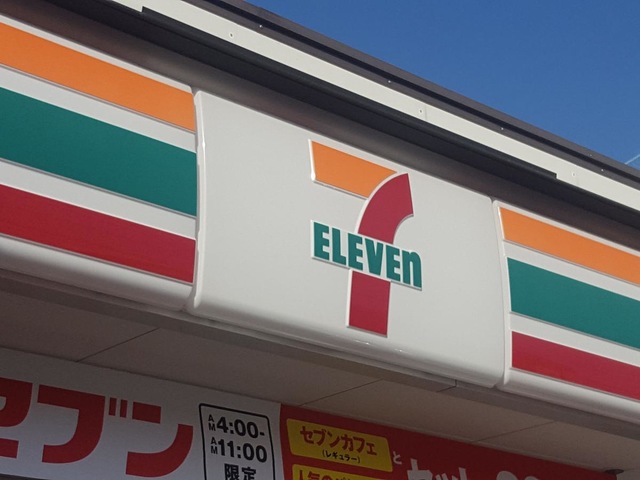 7
ELEVEn
セブン
AM 4:00-
AM 11:00
限定
セブンカフェ
(レギュラー)
と